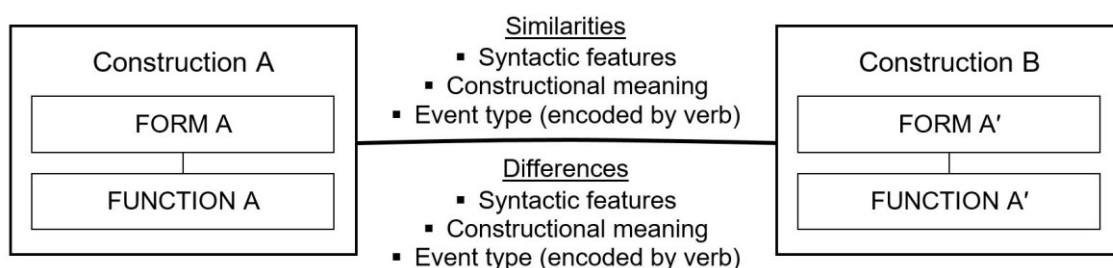 Construction A
FORM A
FUNCTION A
Similarities
▪ Syntactic features
▪ Constructional meaning
▪ Event type (encoded by verb)
Differences
▪ Syntactic features
▪ Constructional meaning
▪ Event type (encoded by verb)
Construction B
FORM A′
FUNCTION A′